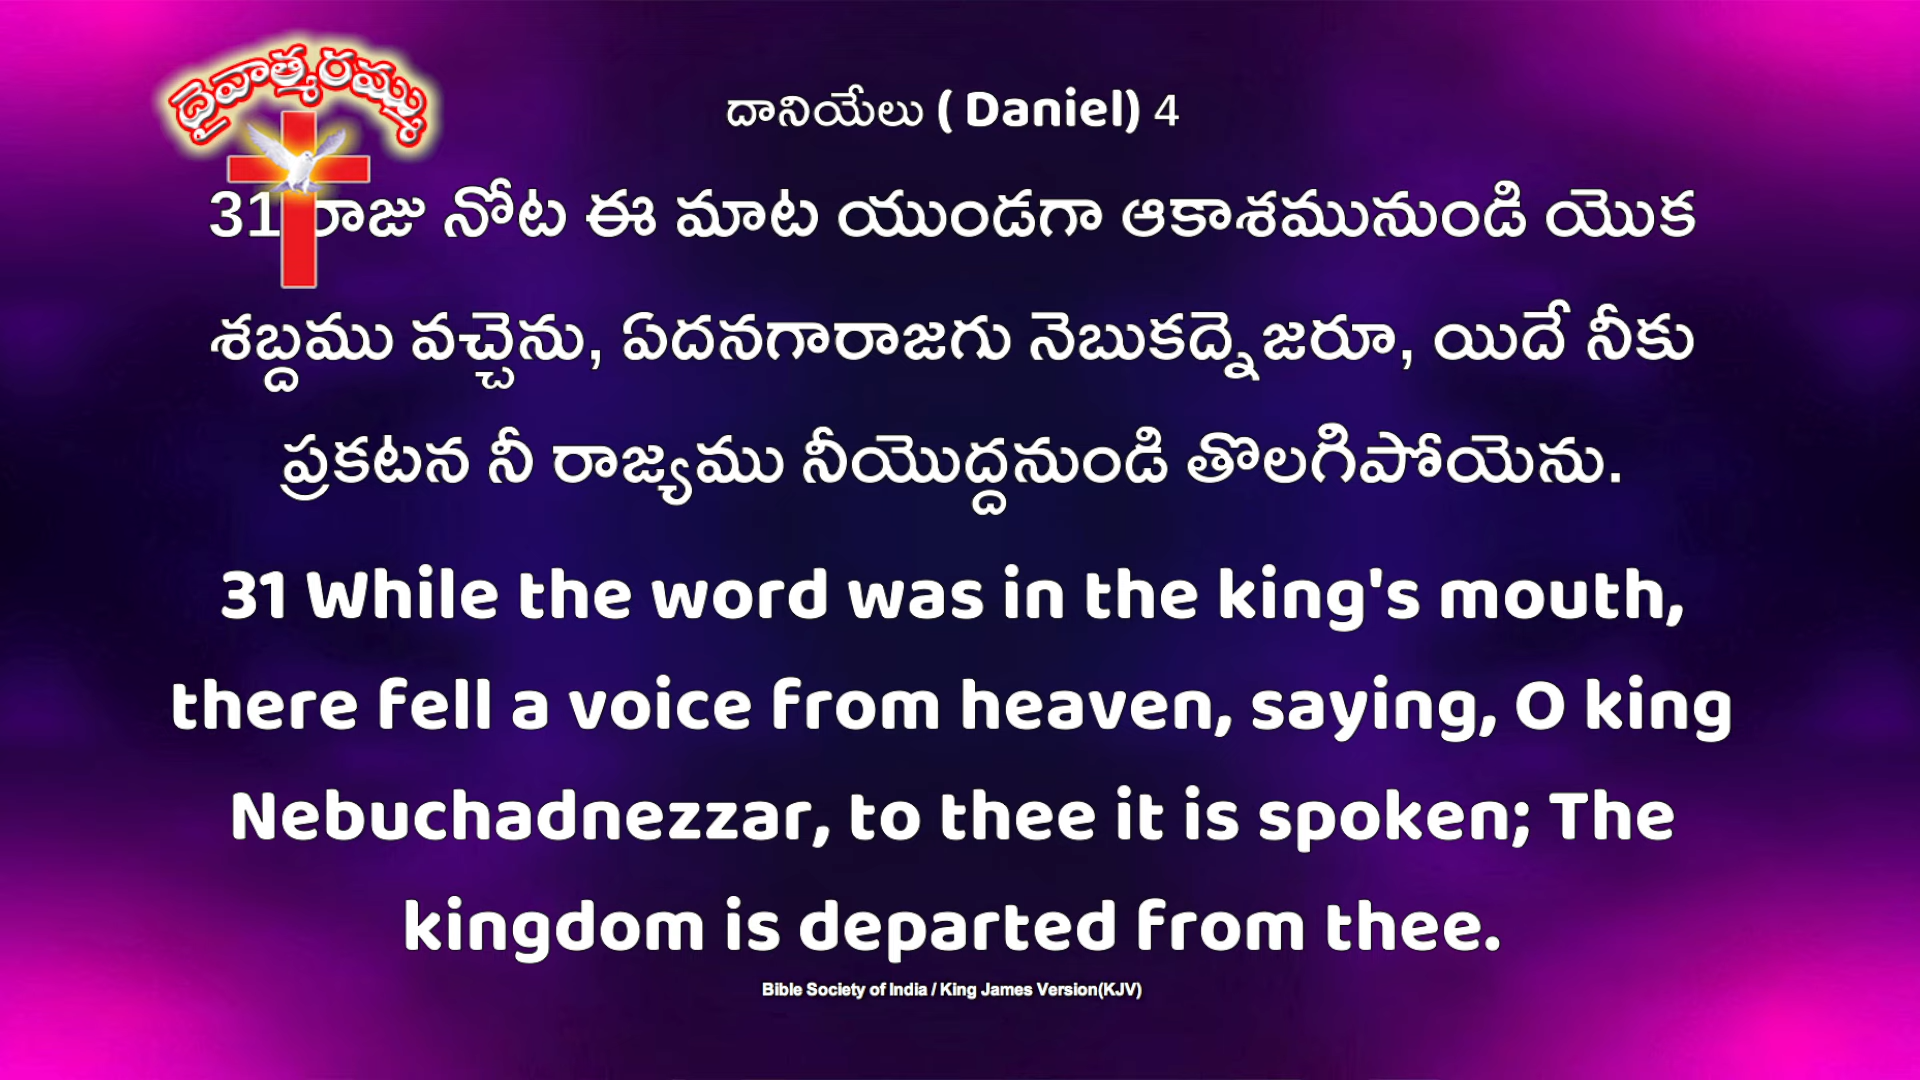 దైవాత్మరమ్ము
దానియేలు ( Daniel) 4
31 రాజు నోట ఈ మాట యుండగా ఆకాశమునుండి యొక
శబ్దము వచ్చెను, ఏదనగారాజగు నెబుకద్నెజరూ, యిదే నీకు
ప్రకటన నీ రాజ్యము నీయొద్దనుండి తొలగిపోయెను.
31 While the word was in the king's mouth,
there fell a voice from heaven, saying, O king
Nebuchadnezzar, to thee it is spoken; The
kingdom is departed from thee.
Bible Society of India / King James Version(KJV)